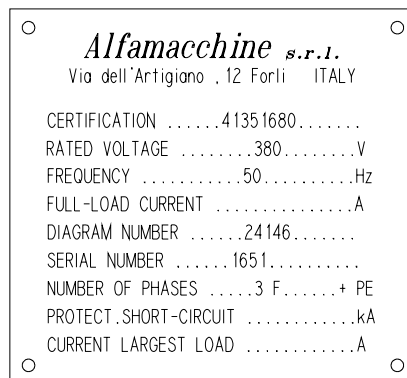 Alfamacchine s.r.l.
Via dell'Artigiano , 12 Forli ITALY
CERTIFICATION ......41351680.......
RATED VOLTAGE ........380........V
FREQUENCY ...........50..........Hz
FULL-LOAD CURRENT ...............A
DIAGRAM NUMBER ......24146.......
SERIAL NUMBER ......1651..........
NUMBER OF PHASES .....3 F......+ PE
PROTECT.SHORT-CIRCUIT ............kA
CURRENT LARGEST LOAD ............A